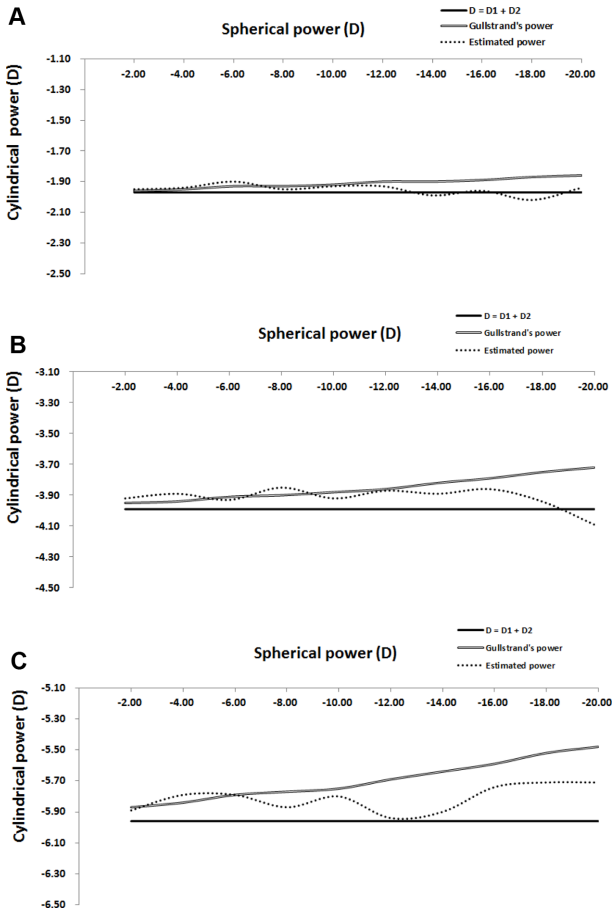 A
Spherical power (D)
D = D1 + D2
Gullstrand's power
Estimated power
Cylindrical power (D)
-2.00 -4.00 -6.00 -8.00 -10.00 -12.00 -14.00 -16.00 -18.00 -20.00
-1.10
-1.30
-1.50
-1.70
-1.90
-2.10
-2.30
-2.50
B
Spherical power (D)
D = D1 + D2
Gullstrand's power
Estimated power
Cylindrical power (D)
-2.00 -4.00 -6.00 -8.00 -10.00 -12.00 -14.00 -16.00 -18.00 -20.00
-3.10
-3.30
-3.50
-3.70
-3.90
-4.10
-4.30
-4.50
C
Spherical power (D)
D = D1 + D2
Gullstrand's power
Estimated power
Cylindrical power (D)
-2.00 -4.00 -6.00 -8.00 -10.00 -12.00 -14.00 -16.00 -18.00 -20.00
-5.10
-5.30
-5.50
-5.70
-5.90
-6.10
-6.30
-6.50